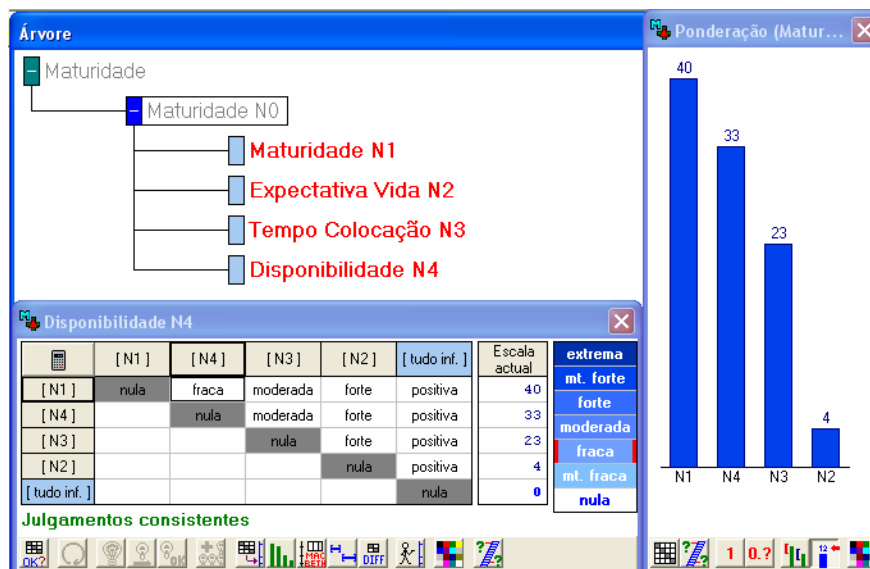 Árvore
Maturidade
Maturidade N0
Maturidade N1
Expectativa Vida N2
Tempo Colocação N3
Disponibilidade N4
Disponibilidade N4
[ N1 ] [ N4 ] [ N3 ] [ N2 ] [ tudo inf. ] Escala actual
[ N1 ] nula fraca moderada forte positiva 40
[ N4 ] nula moderada forte positiva 33
[ N3 ] nula forte positiva 23
[ N2 ] nula positiva 4
[ tudo inf. ] nula 0
extrema
mt. forte
forte
moderada
fraca
mt. fraca
nula
Julgamentos consistentes
OK? OK MAC BETH DIFF
Ponderação (Matur...
40
33
23
4
N1 N4 N3 N2
1 0.? 12